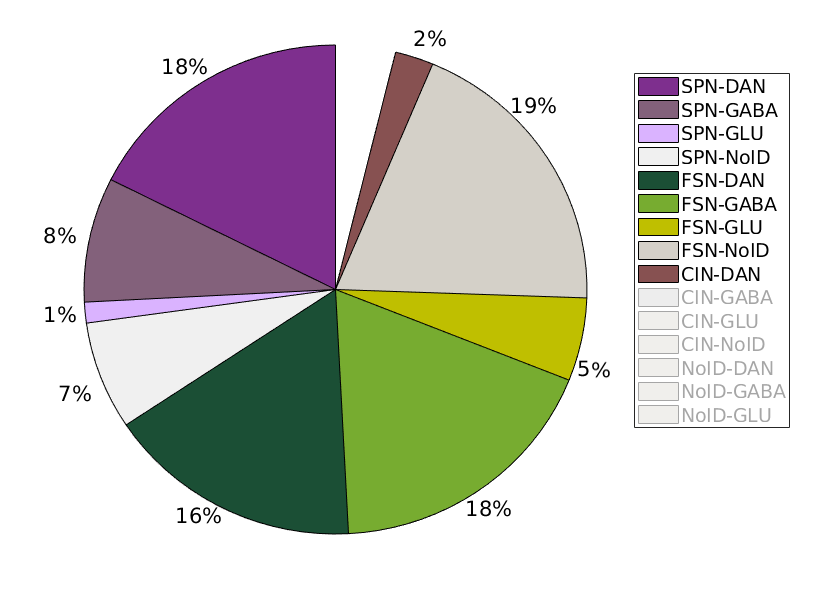 2%
18%
19%
8%
1%
5%
7%
18%
16%
SPN-DAN
SPN-GABA
SPN-GLU
SPN-NoID
FSN-DAN
FSN-GABA
FSN-GLU
FSN-NoID
CIN-DAN
CIN-GABA
CIN-GLU
CIN-NoID
NoID-DAN
NoID-GABA
NoID-GLU